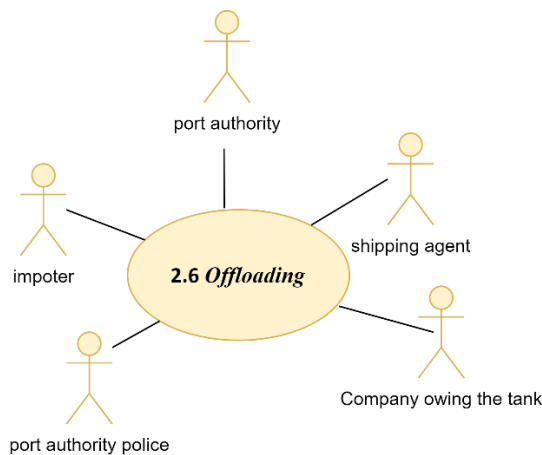 port authority
shipping agent
impoter
2.6 Offloading
Company owing the tank
port authority police